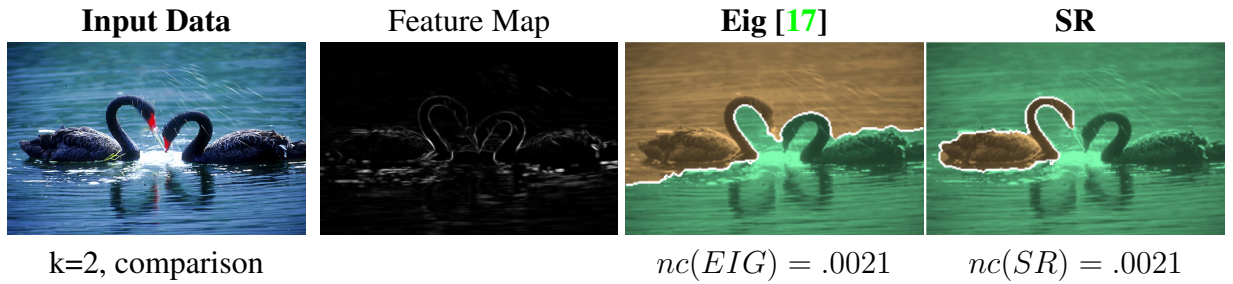 Input Data Feature Map Eig [17] SR
k=2, comparison nc(EIG) = .0021 nc(SR) = .0021